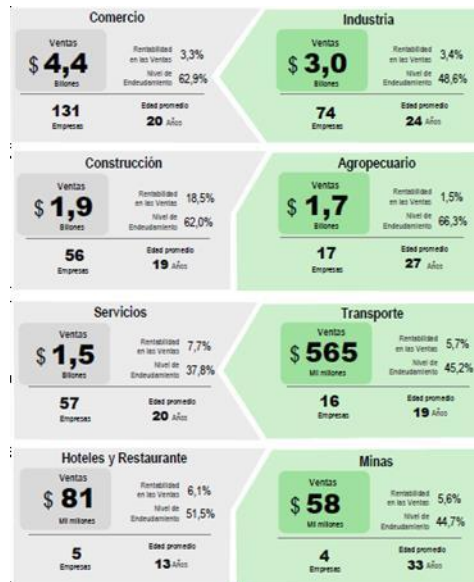 Comercio
Ventas
$ 4,4
Billones
Rentabilidad
en las Ventas 3,3%
Nivel de
Endeudamiento 62,9%
131
Empresas
Edad promedio
20 Años
Industria
Ventas
$ 3,0
Billones
Rentabilidad
en las Ventas 3,4%
Nivel de
Endeudamiento 48,6%
74
Empresas
Edad promedio
24 Años
Construcción
Ventas
$ 1,9
Billones
Rentabilidad
en las Ventas 18,5%
Nivel de
Endeudamiento 62,0%
56
Empresas
Edad promedio
19 Años
Agropecuario
Ventas
$ 1,7
Billones
Rentabilidad
en las Ventas 1,5%
Nivel de
Endeudamiento 66,3%
17
Empresas
Edad promedio
27 Años
Servicios
Ventas
$ 1,5
Billones
Rentabilidad
en las Ventas 7,7%
Nivel de
Endeudamiento 37,8%
57
Empresas
Edad promedio
20 Años
Transporte
Ventas
$ 565
Mil millones
Rentabilidad
en las Ventas 5,7%
Nivel de
Endeudamiento 45,2%
16
Empresas
Edad promedio
19 Años
Hoteles y Restaurante
Ventas
$ 81
Mil millones
Rentabilidad
en las Ventas 6,1%
Nivel de
Endeudamiento 51,5%
5
Empresas
Edad promedio
13 Años
Minas
Ventas
$ 58
Mil millones
Rentabilidad
en las Ventas 5,6%
Nivel de
Endeudamiento 44,7%
4
Empresas
Edad promedio
33 Años